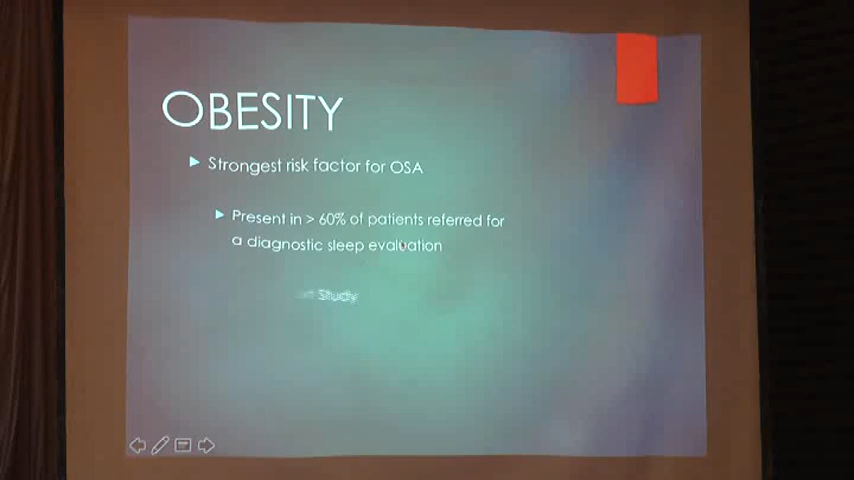 OBESITY
Strongest risk factor for OSA
Present in > 60% of patients referred for
a diagnostic sleep evaluation
Study